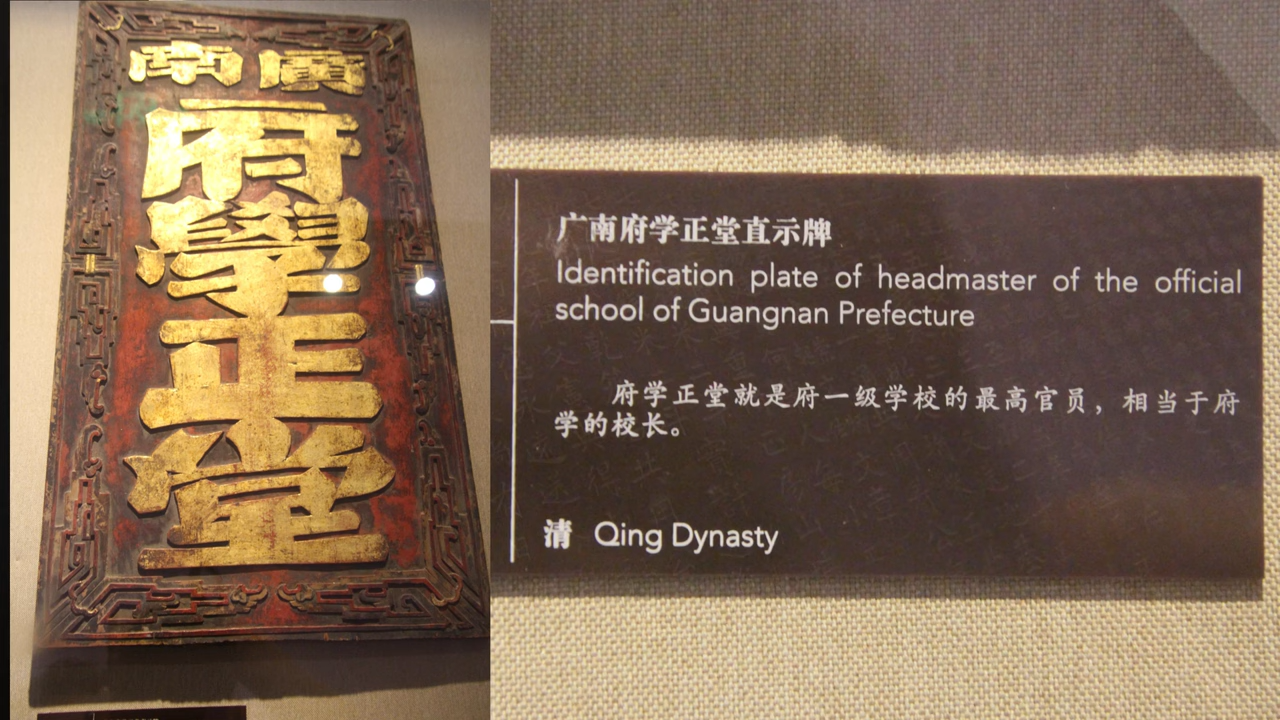 廣南
府學正堂
广南府学正堂直示牌
Identification plate of headmaster of the official
school of Guangnan Prefecture
府学正堂就是府一级学校的最高官员，相当于府
学的校长。
清 Qing Dynasty